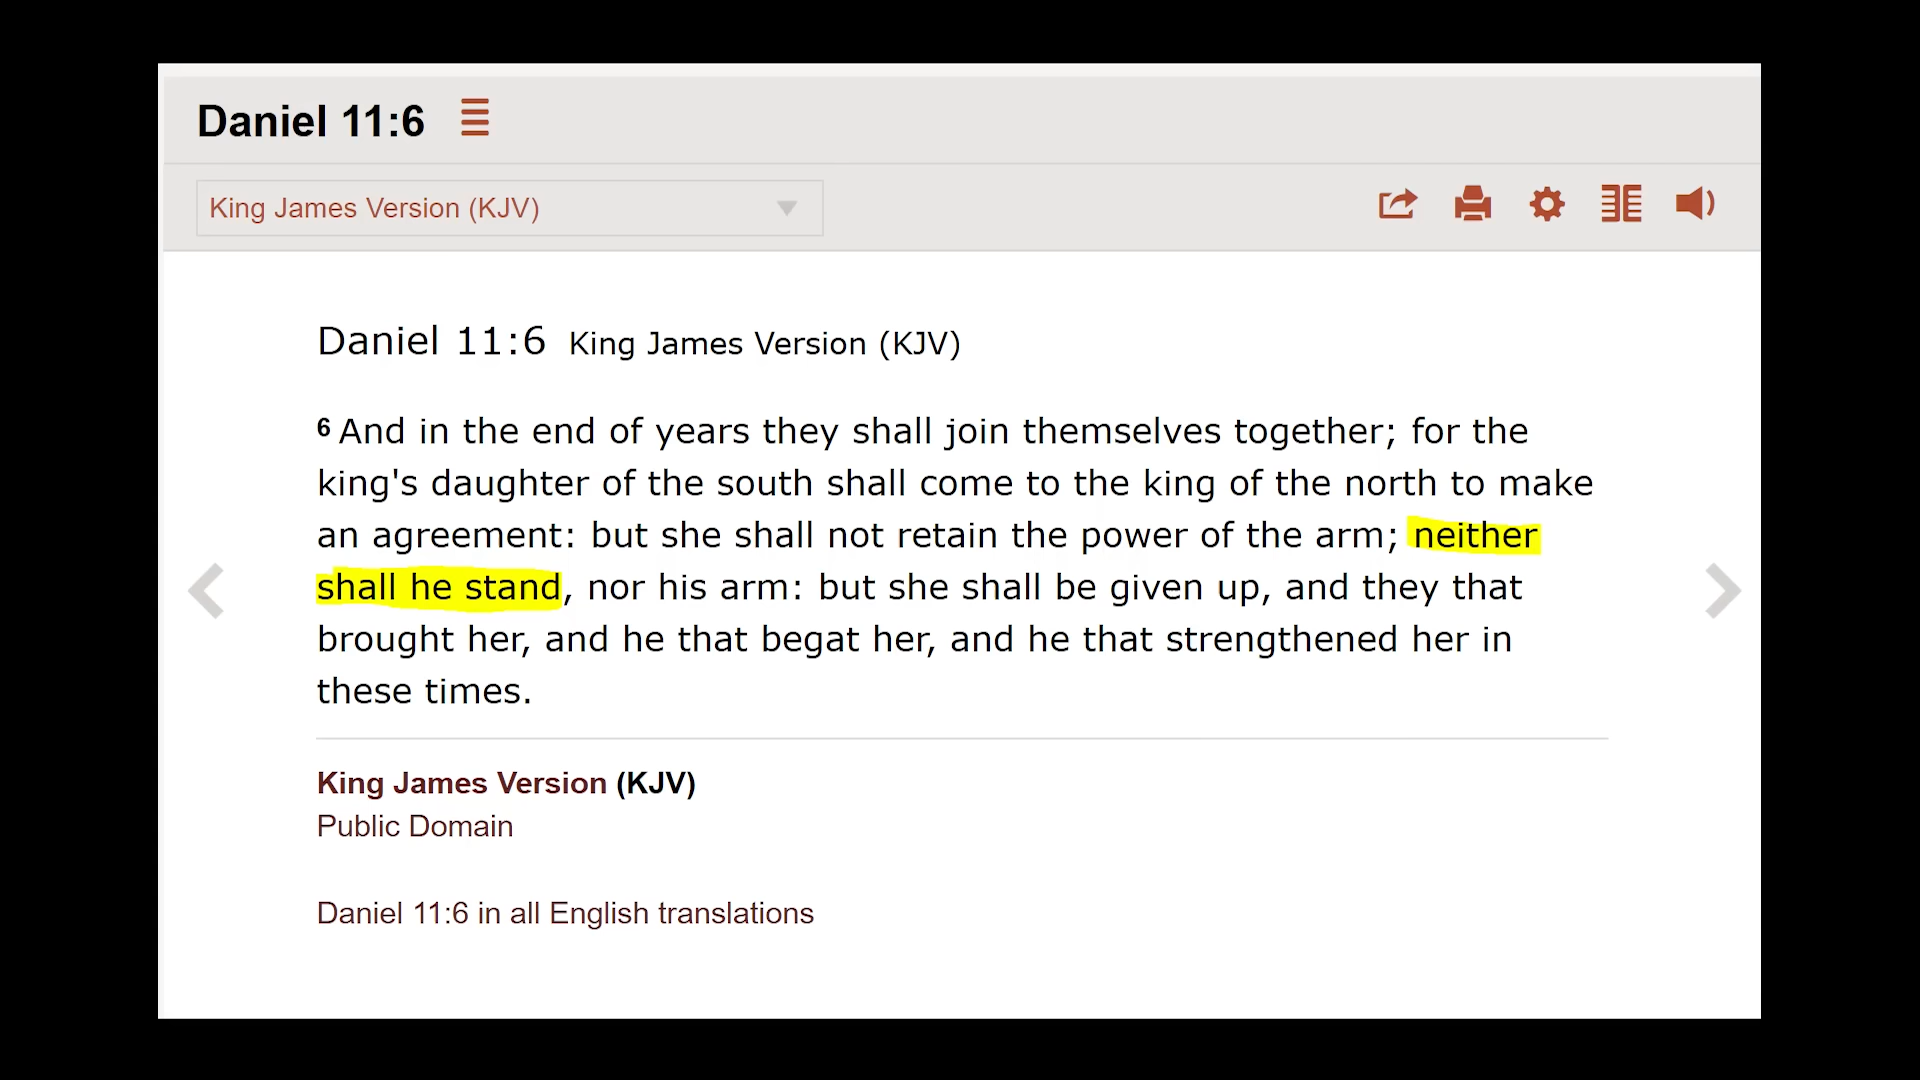 Daniel 11:6
King James Version (KJV)
Daniel 11:6 King James Version (KJV)
6 And in the end of years they shall join themselves together; for the
king's daughter of the south shall come to the king of the north to make
an agreement: but she shall not retain the power of the arm; neither
shall he stand, nor his arm: but she shall be given up, and they that
brought her, and he that begat her, and he that strengthened her in
these times.
King James Version (KJV)
Public Domain
Daniel 11:6 in all English translations